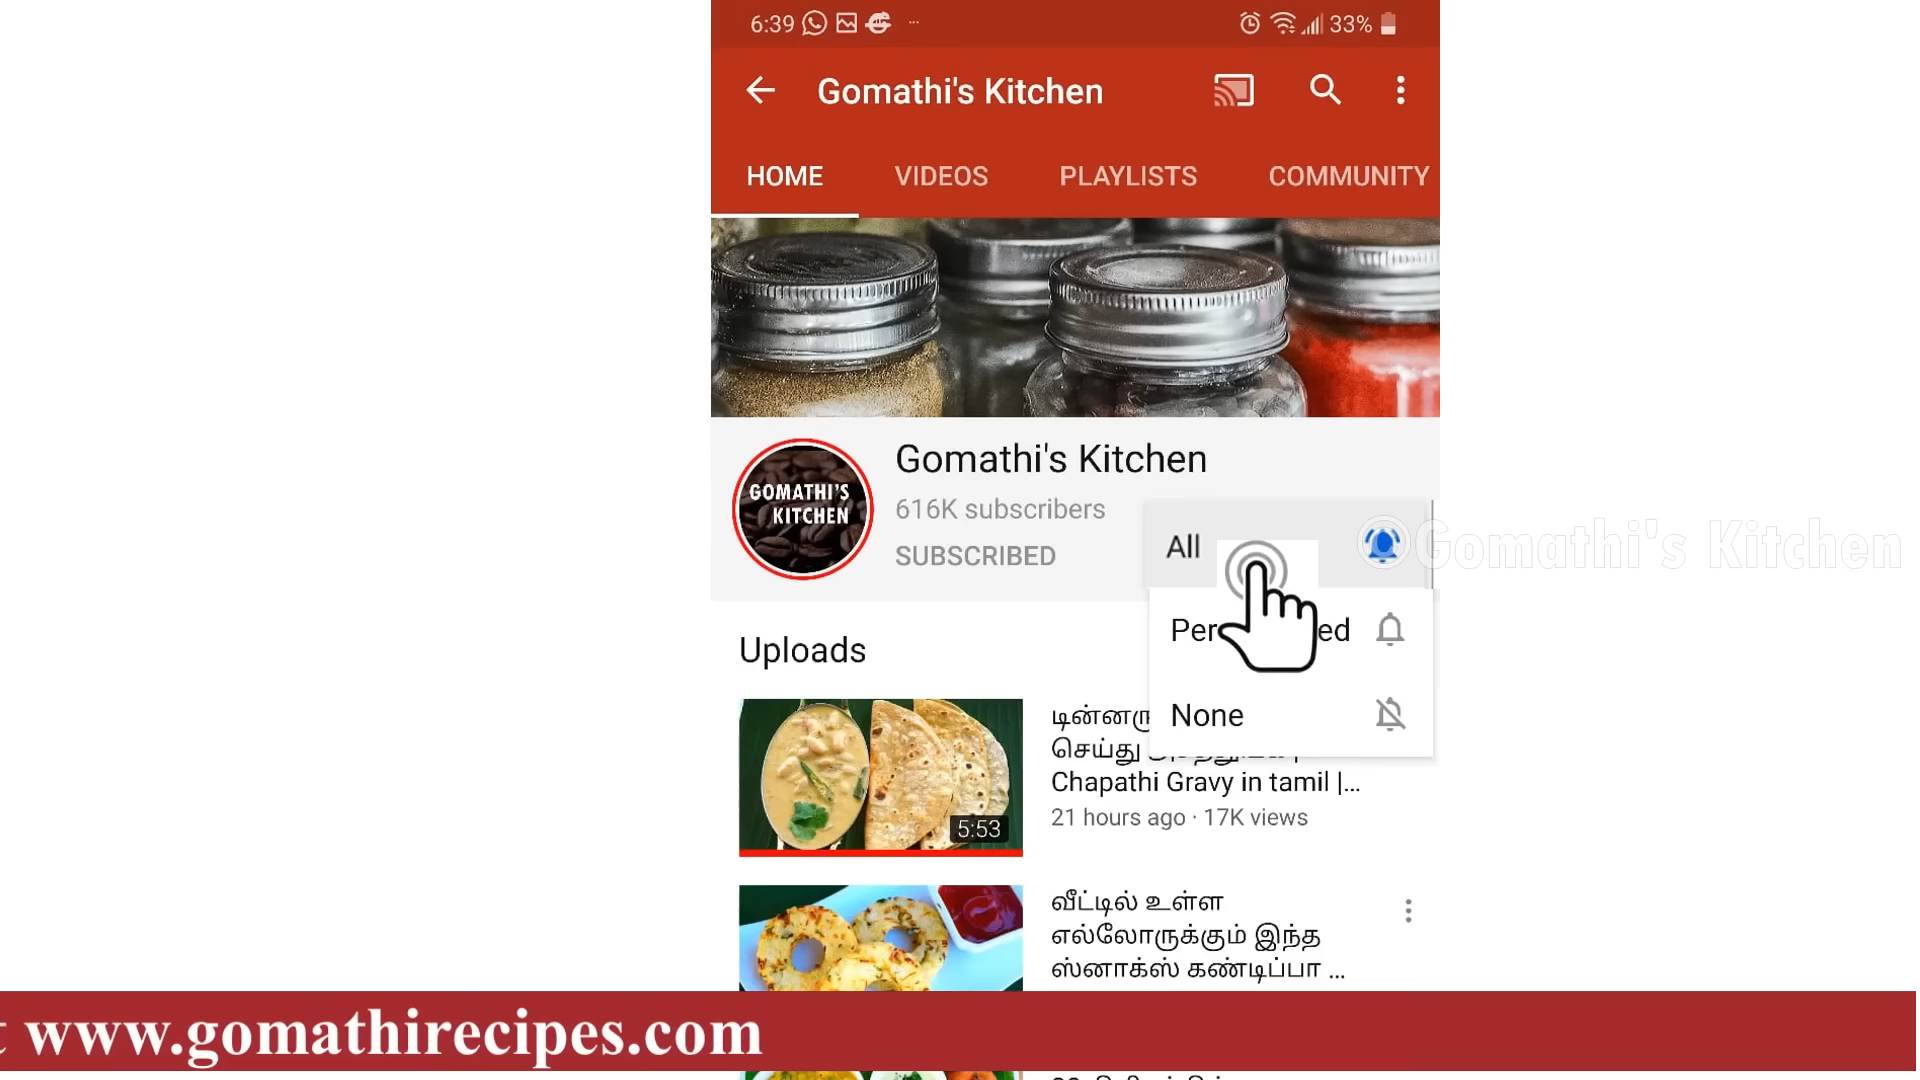 6:39
33%
Gomathi's Kitchen
HOME VIDEOS PLAYLISTS COMMUNITY
GOMATHI'S
KITCHEN
Gomathi's Kitchen
616K subscribers
SUBSCRIBED
All
©Gomathi's Kitchen
None
Uploads
5:53
செய்து
Chapathi Gravy in tamil |...
21 hours ago · 17K views
வீட்டில் உள்ள
எல்லோருக்கும் இந்த
ஸ்னாக்ஸ் கண்டிப்பா ...
www.gomathirecipes.com